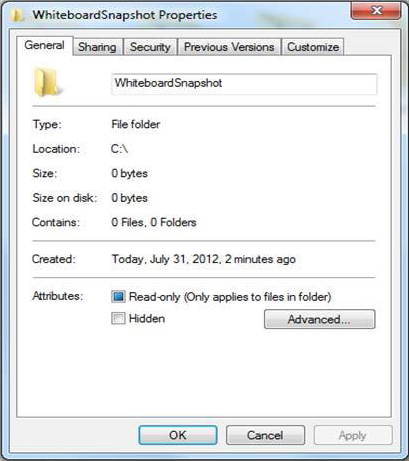 WhiteboardSnapshot Properties
General Sharing Security Previous Versions Customize
WhiteboardSnapshot
Type: File folder
Location: C:\
Size: 0 bytes
Size on disk: 0 bytes
Contains: 0 Files, 0 Folders
Created: Today, July 31, 2012, 2 minutes ago
Attributes: Read-only (Only applies to files in folder)
Hidden Advanced...
OK Cancel Apply